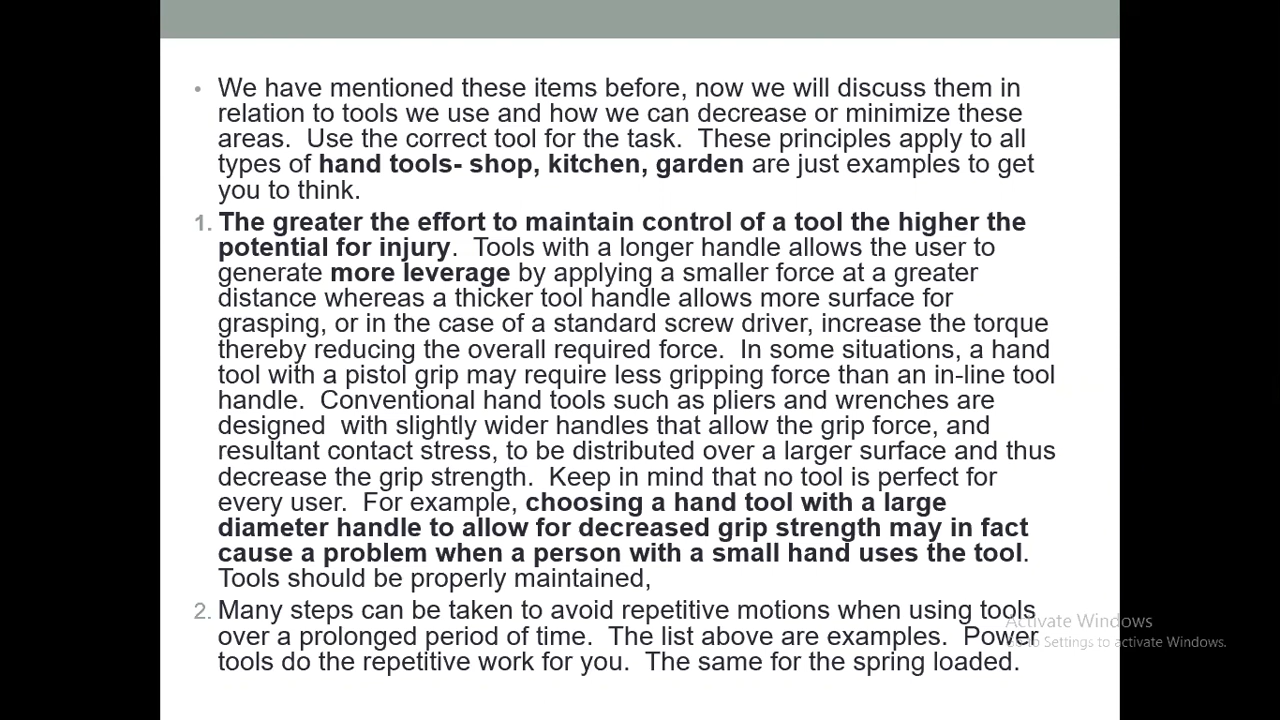 • We have mentioned these items before, now we will discuss them in
relation to tools we use and how we can decrease or minimize these
areas.  Use the correct tool for the task.  These principles apply to all
types of hand tools- shop, kitchen, garden are just examples to get
you to think.
1. The greater the effort to maintain control of a tool the higher the
potential for injury.  Tools with a longer handle allows the user to
generate more leverage by applying a smaller force at a greater
distance whereas a thicker tool handle allows more surface for
grasping, or in the case of a standard screw driver, increase the torque
thereby reducing the overall required force.  In some situations, a hand
tool with a pistol grip may require less gripping force than an in-line tool
handle.  Conventional hand tools such as pliers and wrenches are
designed  with slightly wider handles that allow the grip force, and
resultant contact stress, to be distributed over a larger surface and thus
decrease the grip strength.  Keep in mind that no tool is perfect for
every user.  For example, choosing a hand tool with a large
diameter handle to allow for decreased grip strength may in fact
cause a problem when a person with a small hand uses the tool.
Tools should be properly maintained,
2. Many steps can be taken to avoid repetitive motions when using tools
over a prolonged period of time.  The list above are examples.  Power
tools do the repetitive work for you.  The same for the spring loaded.
Activate Windows
Go to Settings to activate Windows.